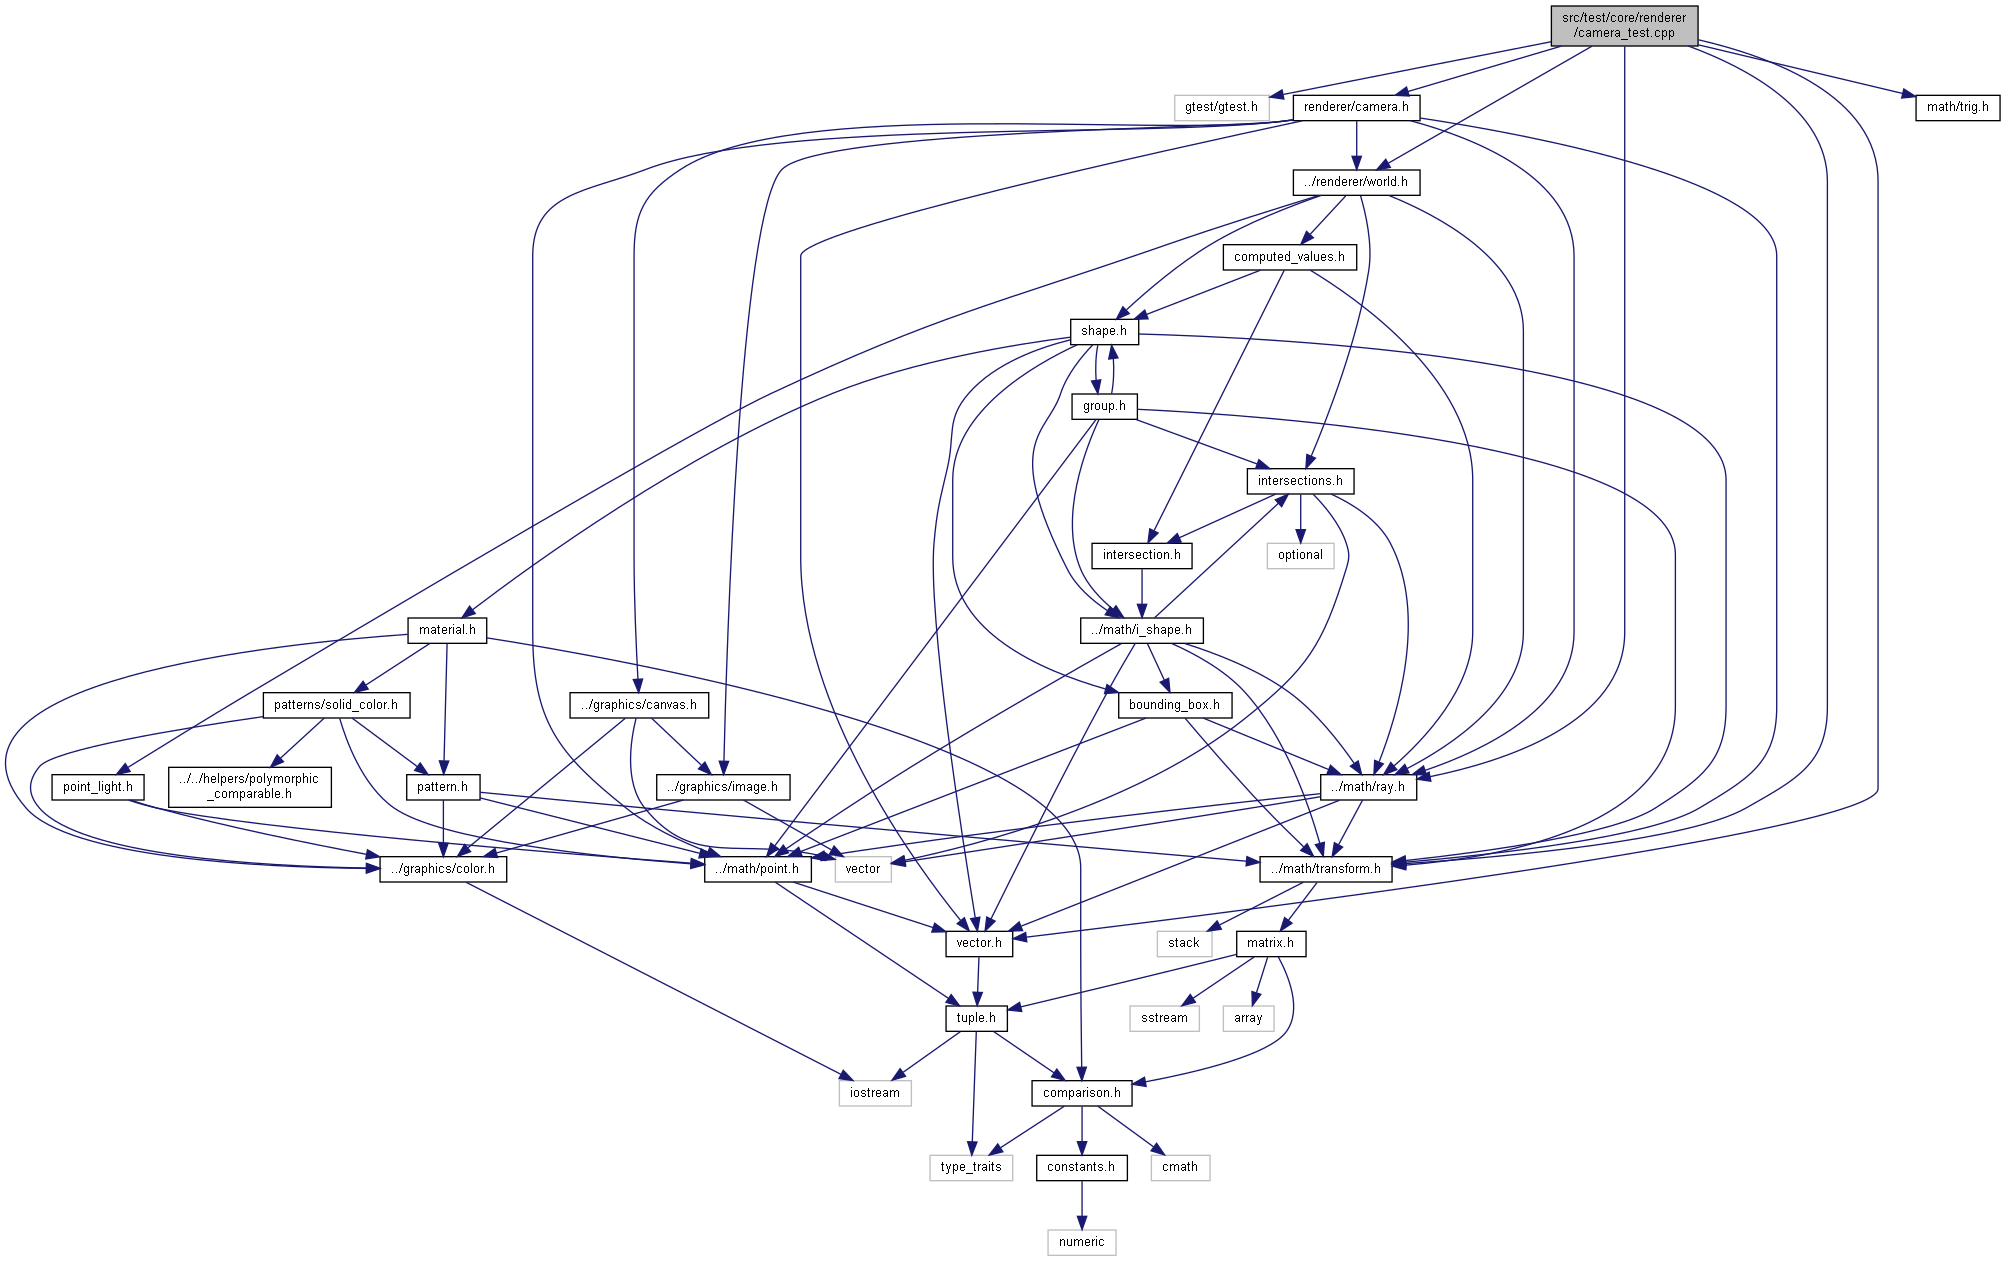 src/test/core/renderer
/camera_test.cpp
gtest/gtest.h
renderer/camera.h
math/trig.h
../renderer/world.h
computed_values.h
shape.h
group.h
intersections.h
intersection.h
optional
material.h
../math/i_shape.h
patterns/solid_color.h
../graphics/canvas.h
bounding_box.h
point_light.h
../../helpers/polymorphic
_comparable.h
pattern.h
../graphics/image.h
../math/ray.h
../graphics/color.h
../math/point.h
vector
../math/transform.h
vector.h
stack
matrix.h
tuple.h
sstream
array
iostream
comparison.h
type_traits
constants.h
cmath
numeric